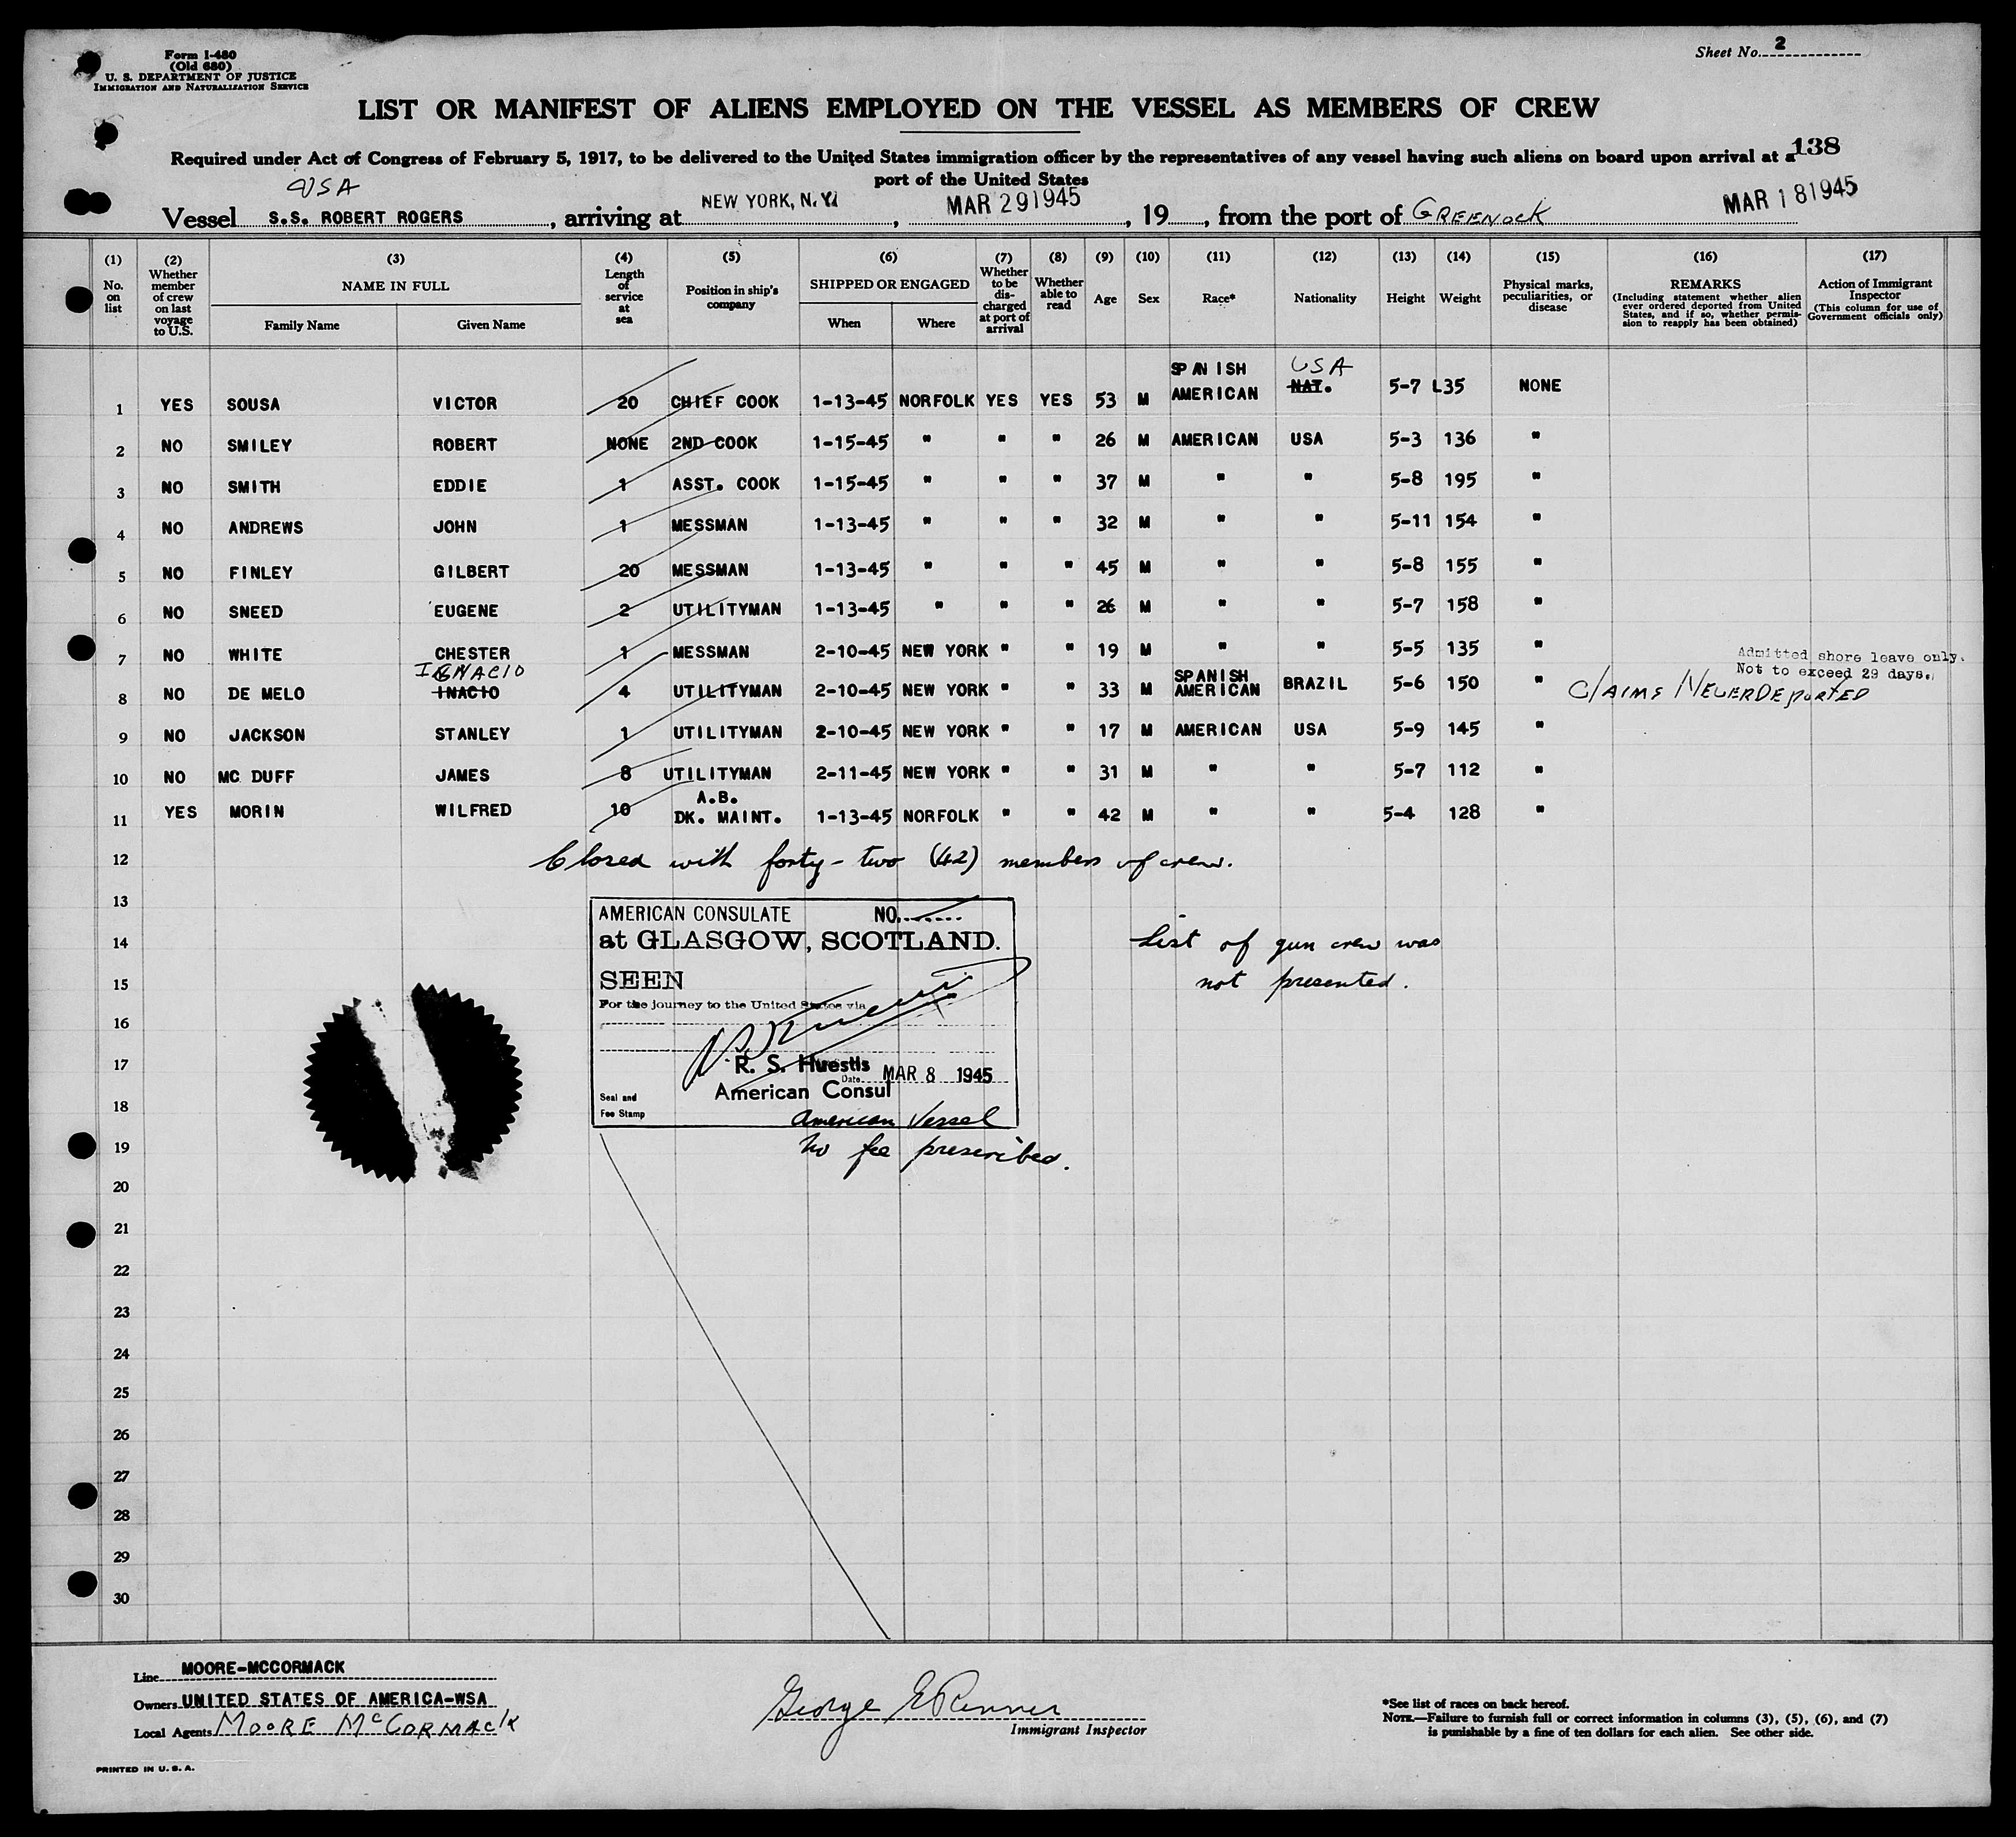 Form I-480
(Old 680)
U. S. DEPARTMENT OF JUSTICE
IMMIGRATION AND NATURALIZATION SERVICE
Sheet No. 2
LIST OR MANIFEST OF ALIENS EMPLOYED ON THE VESSEL AS MEMBERS OF CREW
138
Required under Act of Congress of February 5, 1917, to be delivered to the United States immigration officer by the representatives of any vessel having such aliens on board upon arrival at a
port of the United States
USA
Vessel S.S. ROBERT ROGERS, arriving at NEW YORK, N.Y., MAR 29 1945, 19, from the port of GREENOCK MAR 18 1945
(1) No. on list
(2) Whether member of crew on last voyage to U.S.
(3) NAME IN FULL
Family Name Given Name
(4) Length of service at sea
(5) Position in ship's company
(6) SHIPPED OR ENGAGED
When Where
(7) Whether to be discharged at port of arrival
(8) Whether able to read
(9) Age
(10) Sex
(11) Race*
(12) Nationality
(13) Height
(14) Weight
(15) Physical marks, peculiarities, or disease
(16) REMARKS
(Including statement whether alien ever ordered deported from United States, and if so, whether permission to reapply has been obtained)
(17) Action of Immigrant Inspector
(This column for use of Government officials only)
SPANISH USA
1 YES SOUSA VICTOR 20 CHIEF COOK 1-13-45 NORFOLK YES YES 53 M AMERICAN NAT. 5-7 L35 NONE
2 NO SMILEY ROBERT NONE 2ND COOK 1-15-45 " " " 26 M AMERICAN USA 5-3 136 "
3 NO SMITH EDDIE 1 ASST. COOK 1-15-45 " " " 37 M " " 5-8 195 "
4 NO ANDREWS JOHN 1 MESSMAN 1-13-45 " " " 32 M " " 5-11 154 "
5 NO FINLEY GILBERT 20 MESSMAN 1-13-45 " " " 45 M " " 5-8 155 "
6 NO SNEED EUGENE 2 UTILITYMAN 1-13-45 " " " 26 M " " 5-7 158 "
7 NO WHITE CHESTER 1 MESSMAN 2-10-45 NEW YORK " " 19 M " " 5-5 135 "
Admitted shore leave only.
Not to exceed 29 days.
IGNACIO SPANISH
8 NO DE MELO INACIO 4 UTILITYMAN 2-10-45 NEW YORK " " 33 M AMERICAN BRAZIL 5-6 150 " CLAIMS NEVER DEPORTED
9 NO JACKSON STANLEY 1 UTILITYMAN 2-10-45 NEW YORK " " 17 M AMERICAN USA 5-9 145 "
10 NO MC DUFF JAMES 8 UTILITYMAN 2-11-45 NEW YORK " " 31 M " " 5-7 112 "
A.B.
11 YES MORIN WILFRED 10 DK. MAINT. 1-13-45 NORFOLK " " 42 M " " 5-4 128 "
12 Closed with forty-two (42) members of crew.
13
14
15
16
17
18
19
20
21
22
23
24
25
26
27
28
29
30
AMERICAN CONSULATE NO.
at GLASGOW, SCOTLAND.
SEEN
For the journey to the United States via
R. S. Huestis
Date MAR 8 1945
American Consul
Seal and
Fee Stamp
American Vessel
No fee prescribed.
List of gun crew was
not presented.
Line MOORE-MCCORMACK
Owners UNITED STATES OF AMERICA-WSA
Local Agents MOORE McCORMACK
George E Renner
Immigrant Inspector
*See list of races on back hereof.
NOTE.—Failure to furnish full or correct information in columns (3), (5), (6), and (7)
is punishable by a fine of ten dollars for each alien. See other side.
PRINTED IN U. S. A.